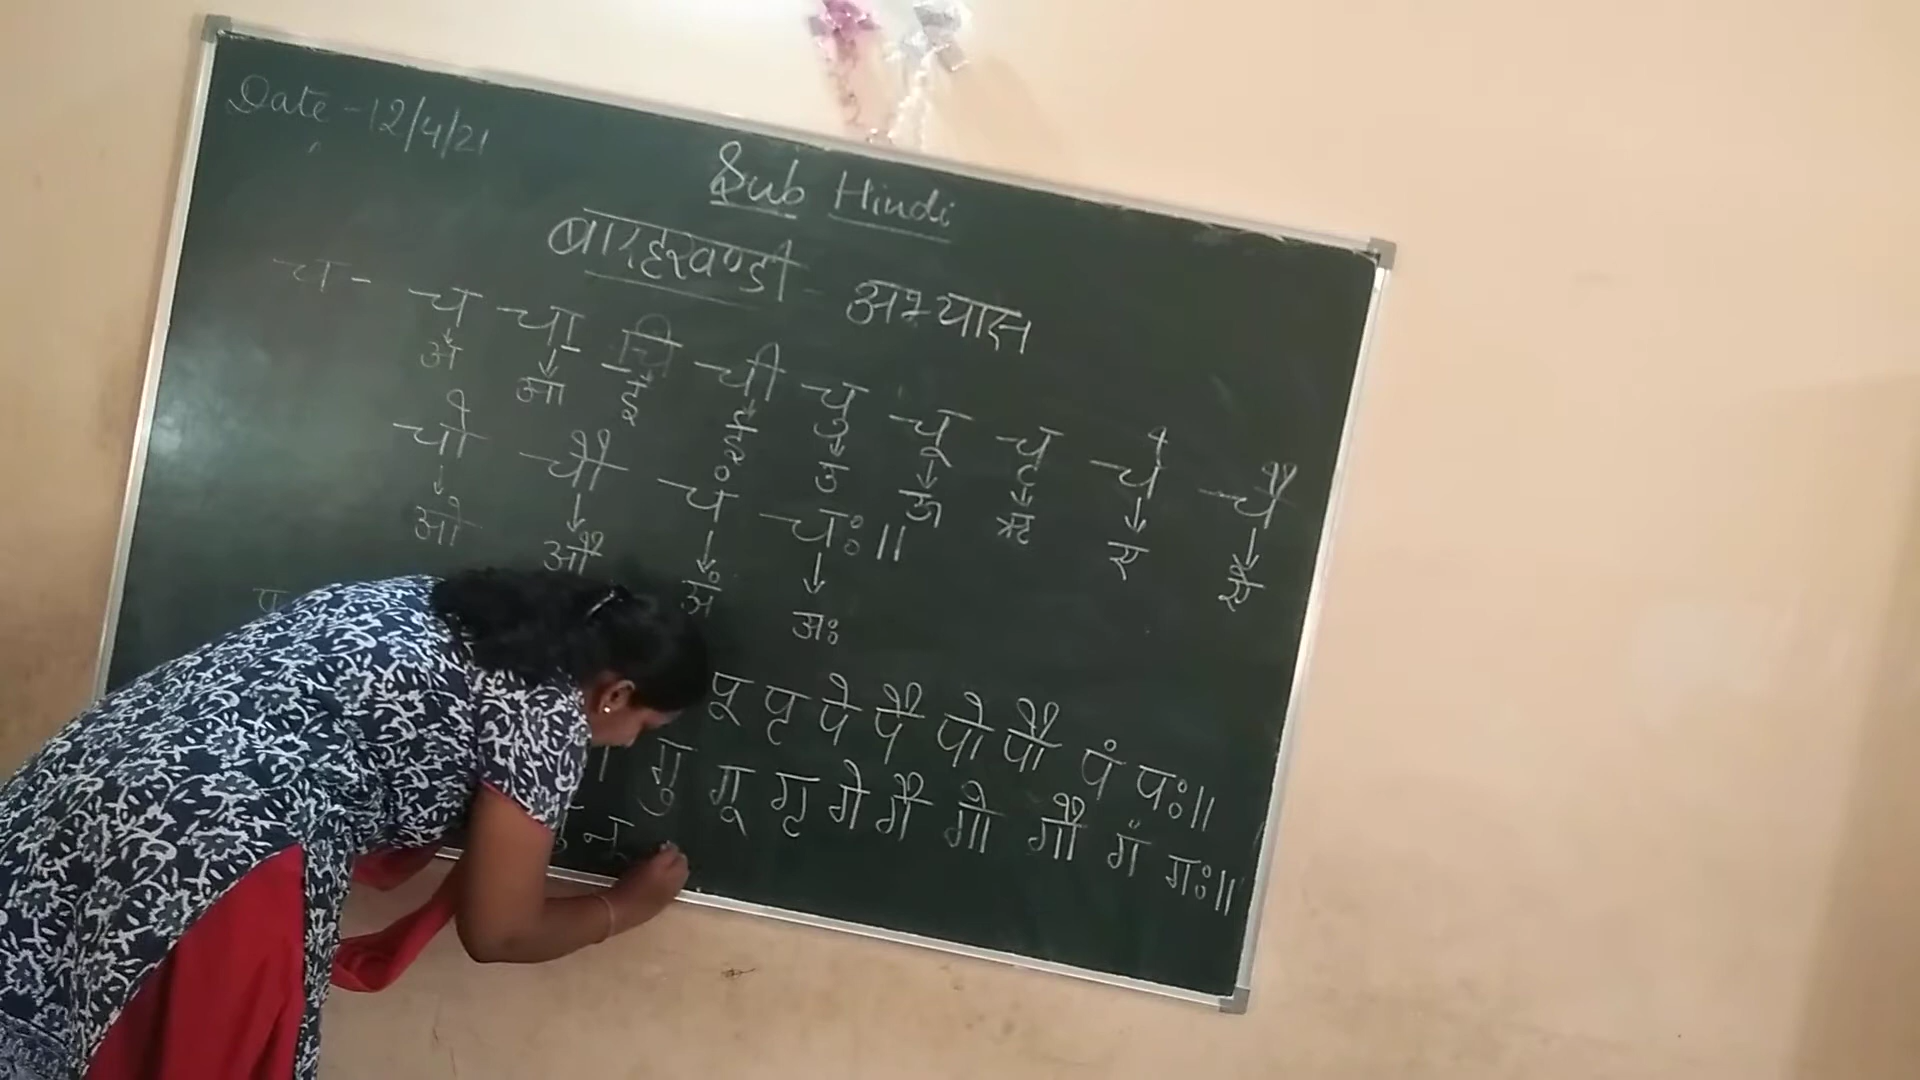 Date - 12/4/21
Sub Hindi
बारहखण्डी - अभ्यास
च - च चा चि ची चु चू चृ चे चै
अ आ इ ई उ ऊ ऋ ए ऐ
चो चौ चं चः॥
ओ औ अं अः
पू पृ पे पै पो पौ पं पः॥
गु गू गृ गे गै गो गौ गं गः॥